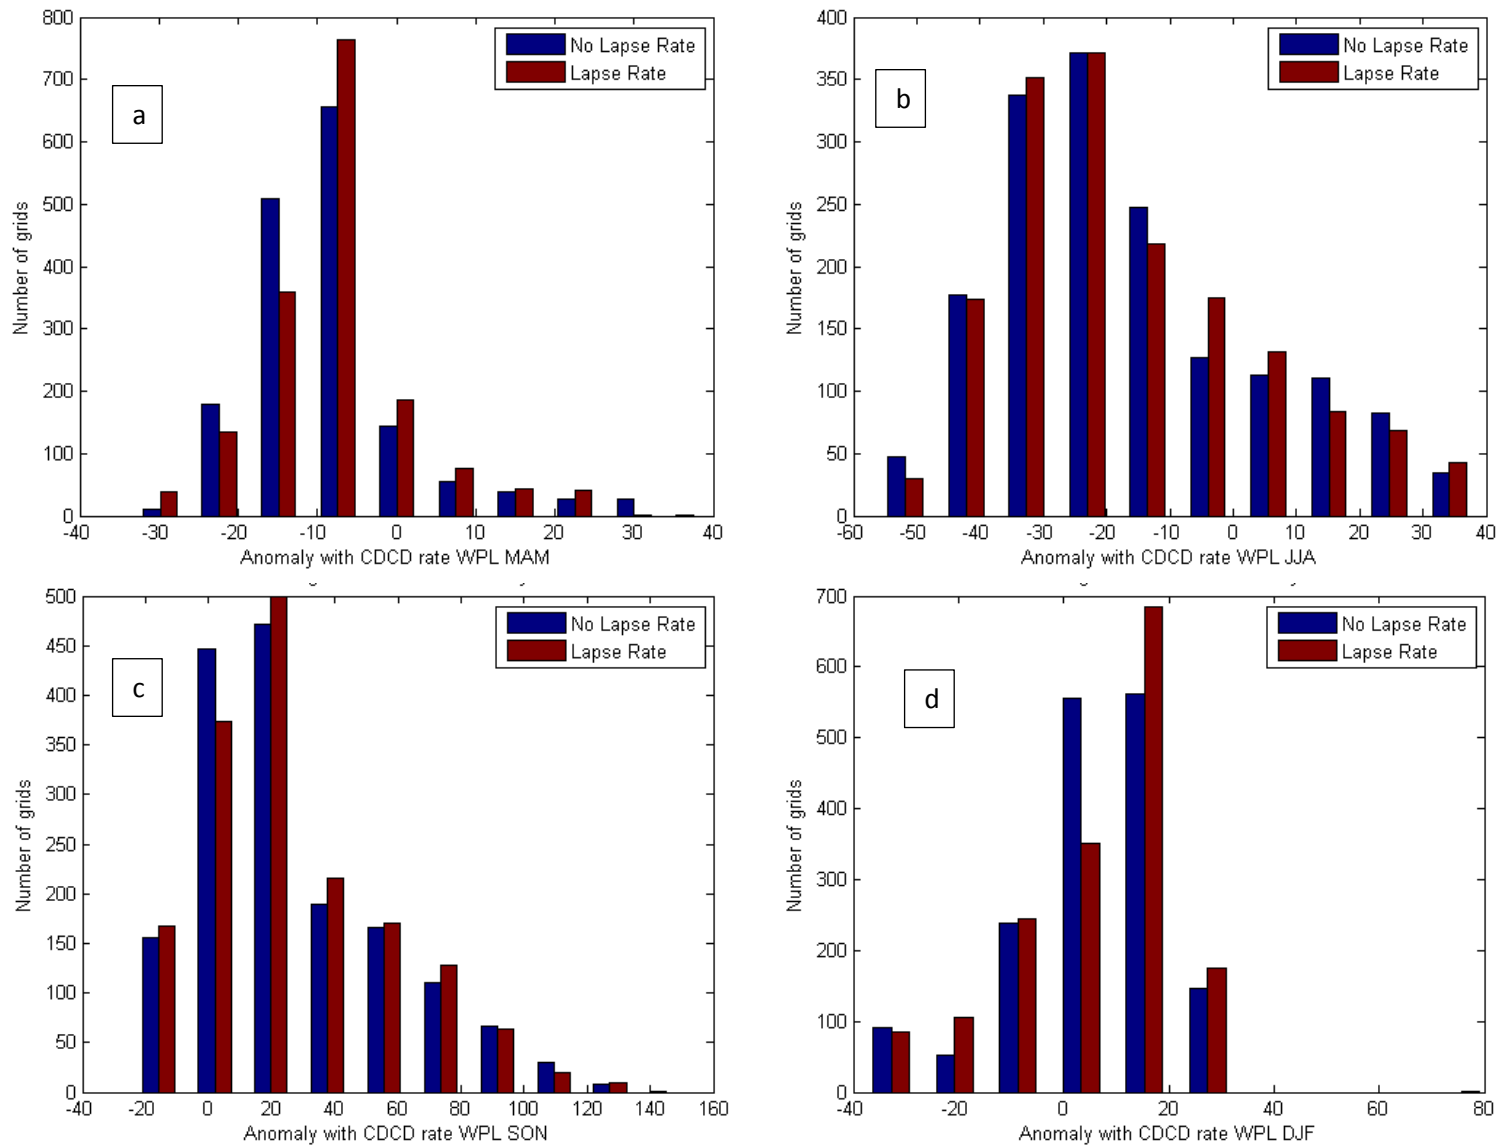 800
700
600
500
400
300
200
100
0
-40 -30 -20 -10 0 10 20 30 40
Number of grids
Anomaly with CDCD rate WPL MAM
No Lapse Rate
Lapse Rate
a
400
350
300
250
200
150
100
50
0
-60 -50 -40 -30 -20 -10 0 10 20 30 40
Number of grids
Anomaly with CDCD rate WPL JJA
No Lapse Rate
Lapse Rate
b
500
450
400
350
300
250
200
150
100
50
0
-40 -20 0 20 40 60 80 100 120 140 160
Number of grids
Anomaly with CDCD rate WPL SON
No Lapse Rate
Lapse Rate
c
700
600
500
400
300
200
100
0
-40 -20 0 20 40 60 80
Number of grids
Anomaly with CDCD rate WPL DJF
No Lapse Rate
Lapse Rate
d